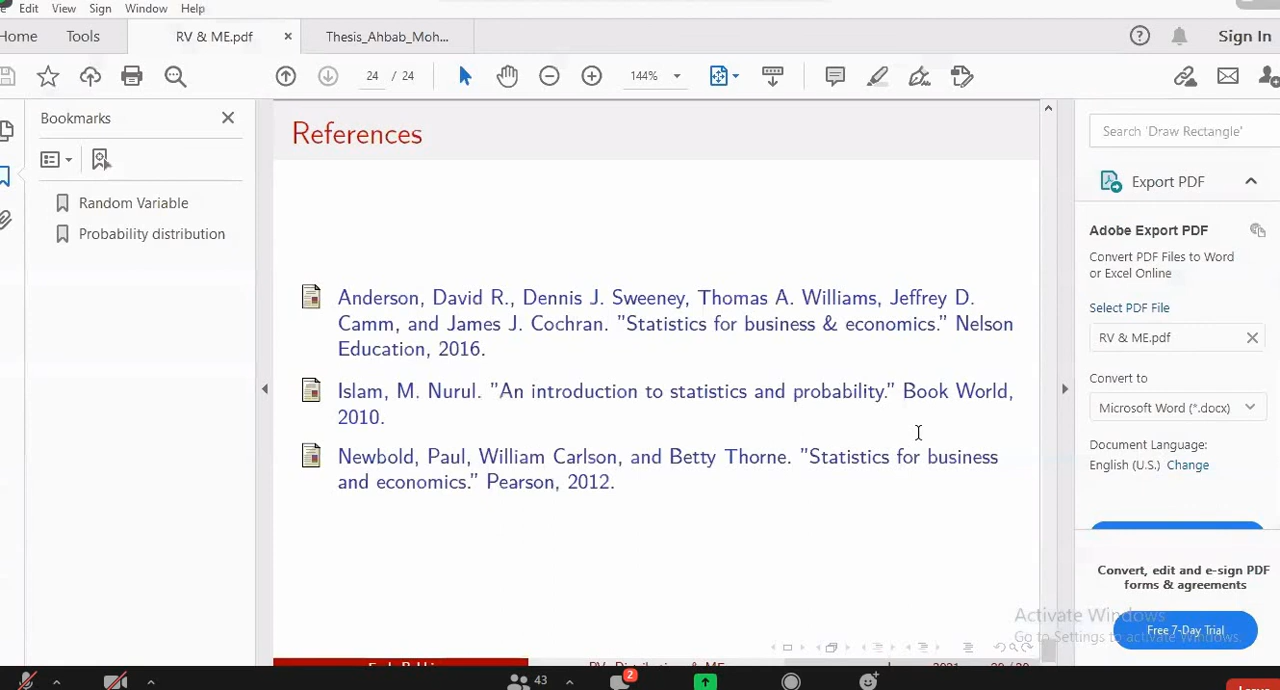 Edit View Sign Window Help
Home Tools RV & ME.pdf × Thesis_Ahbab_Moh... Sign In
24 / 24 144%
Bookmarks
Random Variable
Probability distribution
References
Anderson, David R., Dennis J. Sweeney, Thomas A. Williams, Jeffrey D.
Camm, and James J. Cochran. "Statistics for business & economics." Nelson
Education, 2016.
Islam, M. Nurul. "An introduction to statistics and probability." Book World,
2010.
Newbold, Paul, William Carlson, and Betty Thorne. "Statistics for business
and economics." Pearson, 2012.
Search 'Draw Rectangle'
Export PDF
Adobe Export PDF
Convert PDF Files to Word
or Excel Online
Select PDF File
RV & ME.pdf
Convert to
Microsoft Word (*.docx)
Document Language:
English (U.S.) Change
Convert, edit and e-sign PDF
forms & agreements
Activate Windows
Go to Settings to activate Windows.
Free 7-Day Trial
43 2